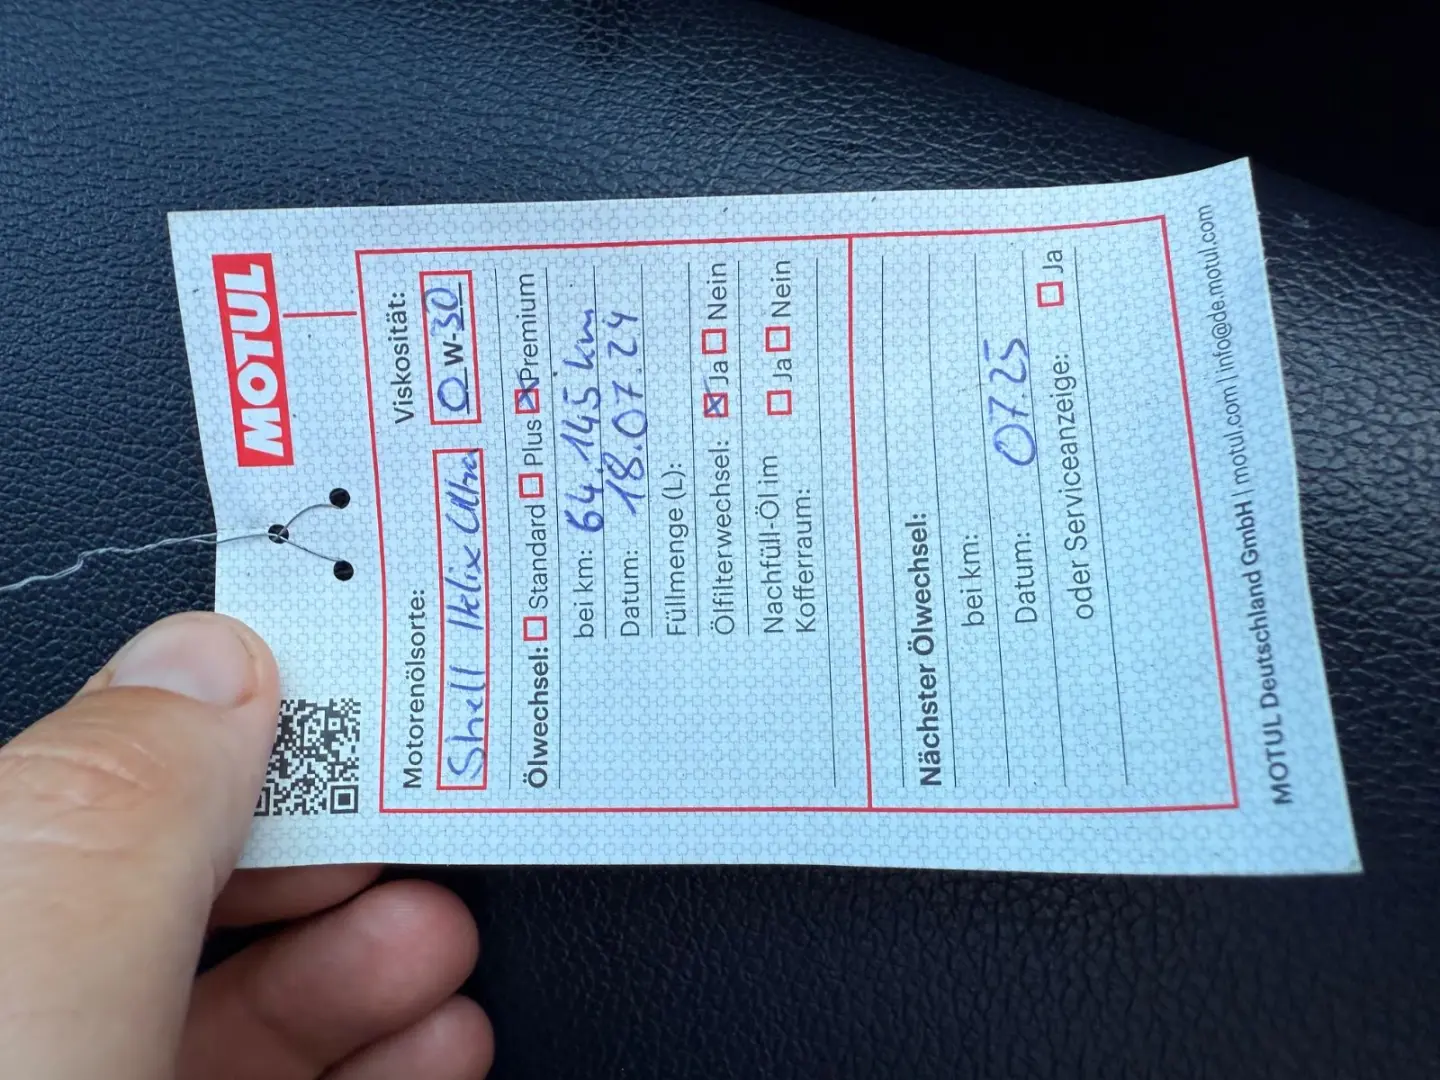 MOTUL
Motorenölsorte: Viskosität:
Shell Helix Ultra 0W-30
Ölwechsel: Standard Plus Premium
bei km: 64.145 km
Datum: 18.07.24
Füllmenge (L):
Ölfilterwechsel: Ja Nein
Nachfüll-Öl im
Kofferraum: Ja Nein
Nächster Ölwechsel:
bei km:
Datum: 07.25
oder Serviceanzeige: Ja
MOTUL Deutschland GmbH | motul.com | info@de.motul.com